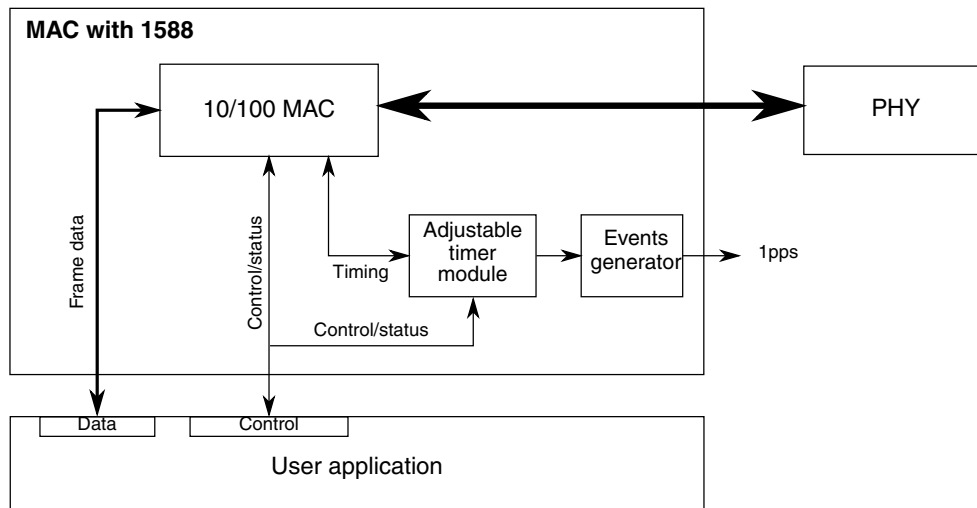 MAC with 1588
10/100 MAC
PHY
Frame data
Control/status
Timing
Adjustable
timer
module
Events
generator
1pps
Control/status
Data
Control
User application